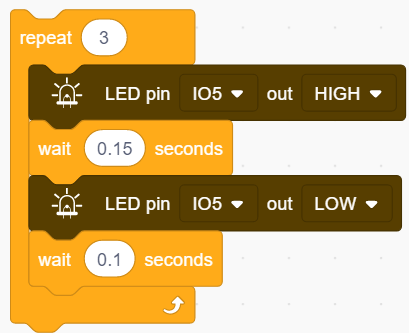 repeat 3
LED pin IO5 out HIGH
wait 0.15 seconds
LED pin IO5 out LOW
wait 0.1 seconds